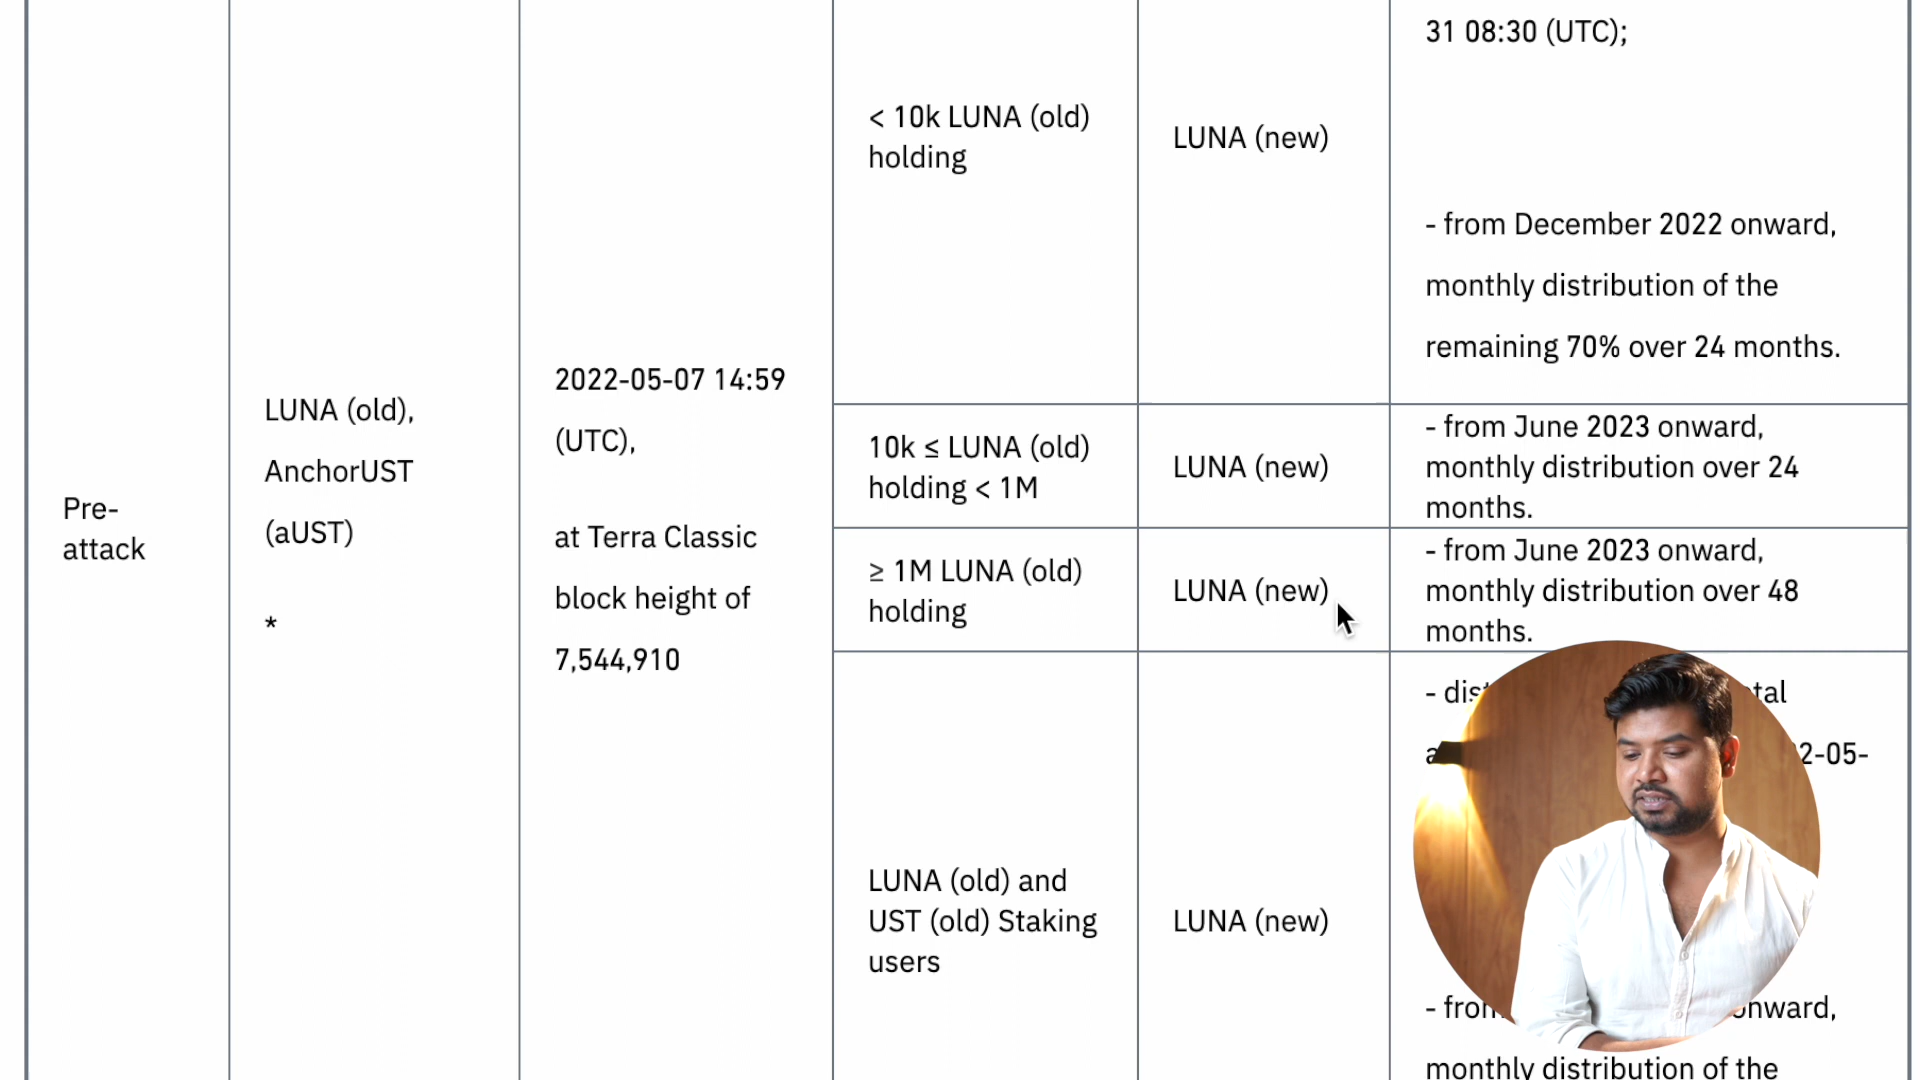 Pre-
attack
LUNA (old),
AnchorUST
(aUST)
*
2022-05-07 14:59
(UTC),
at Terra Classic
block height of
7,544,910
< 10k LUNA (old)
holding
LUNA (new)
31 08:30 (UTC);
- from December 2022 onward,
monthly distribution of the
remaining 70% over 24 months.
10k ≤ LUNA (old)
holding < 1M
LUNA (new)
- from June 2023 onward,
monthly distribution over 24
months.
≥ 1M LUNA (old)
holding
LUNA (new)
- from June 2023 onward,
monthly distribution over 48
months.
LUNA (old) and
UST (old) Staking
users
LUNA (new)
-
-
monthly distribution of the